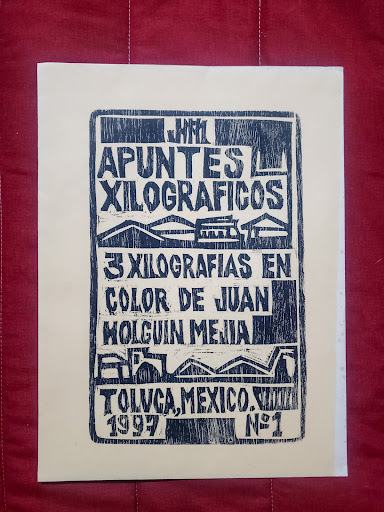 JHM
APUNTES
XILOGRAFICOS
3 XILOGRAFIAS EN
COLOR DE JUAN
HOLGUIN MEJIA
TOLUCA, MEXICO.
1997 Nº1